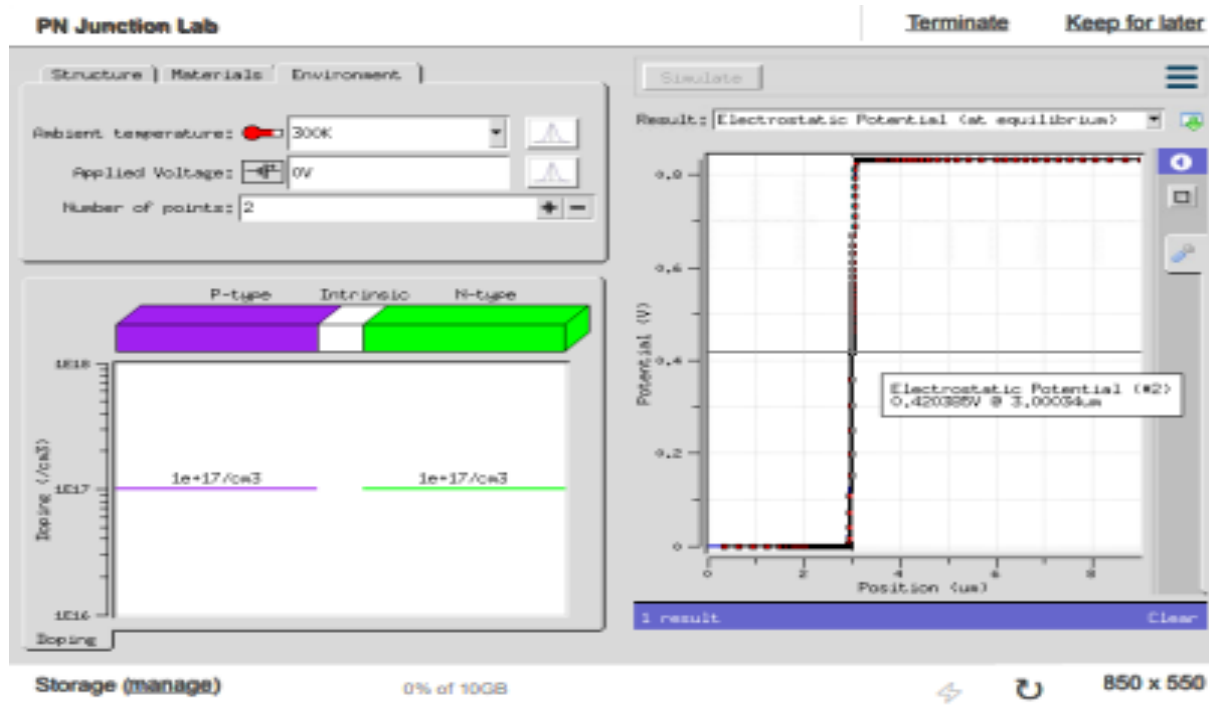 PN Junction Lab
Terminate Keep for later
Structure Materials Environment
Ambient temperature: 300K
Applied Voltage: 0V
Number of points: 2
+ -
P-type Intrinsic N-type
1E18
1E17
1E16
Doping (/cm3)
1e+17/cm3 1e+17/cm3
Doping
Simulate
Result: Electrostatic Potential (at equilibrium)
0.8
0.6
0.4
0.2
0
Potential (V)
Electrostatic Potential (#2)
0.420385V @ 3.00034um
0 2 4 6 8
Position (um)
1 result Clear
Storage (manage) 0% of 10GB 850 x 550